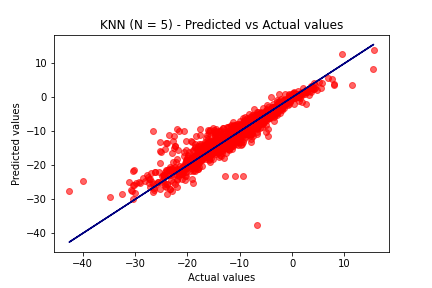 KNN (N = 5) - Predicted vs Actual values
Predicted values
10
0
−10
−20
−30
−40
−40 −30 −20 −10 0 10
Actual values